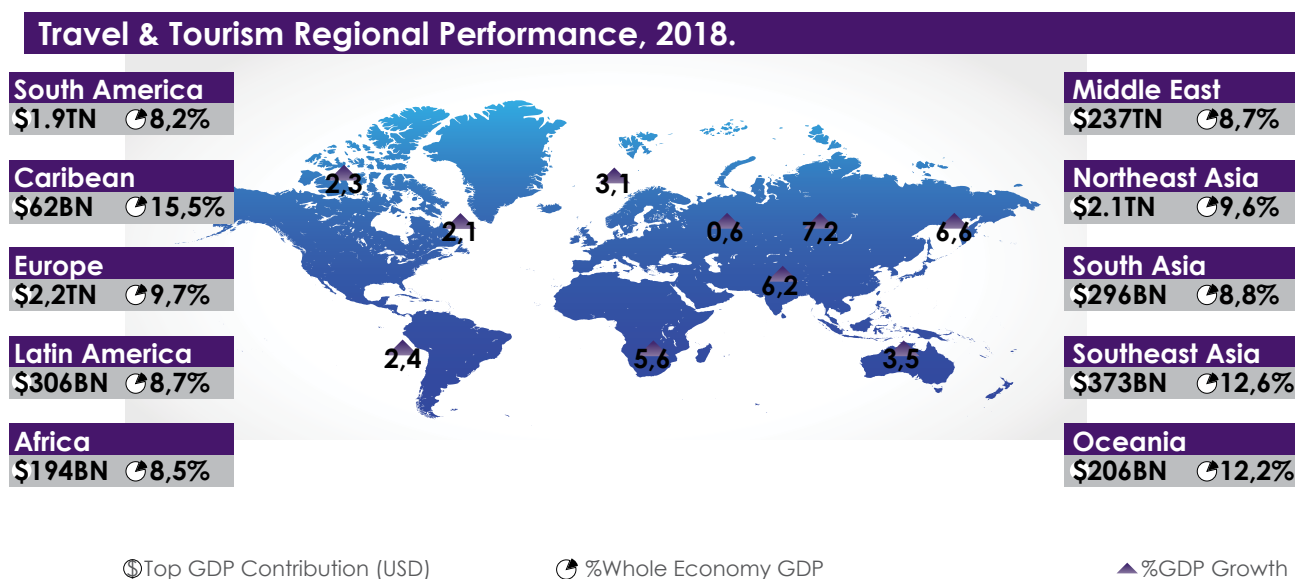 Travel & Tourism Regional Performance, 2018.
South America
$1.9TN 8,2%
Caribean
$62BN 15,5%
Europe
$2,2TN 9,7%
Latin America
$306BN 8,7%
Africa
$194BN 8,5%
2,3
3,1
2,1
0,6
7,2
6,6
6,2
2,4
5,6
3,5
Middle East
$237TN 8,7%
Northeast Asia
$2.1TN 9,6%
South Asia
$296BN 8,8%
Southeast Asia
$373BN 12,6%
Oceania
$206BN 12,2%
$Top GDP Contribution (USD)
%Whole Economy GDP
%GDP Growth